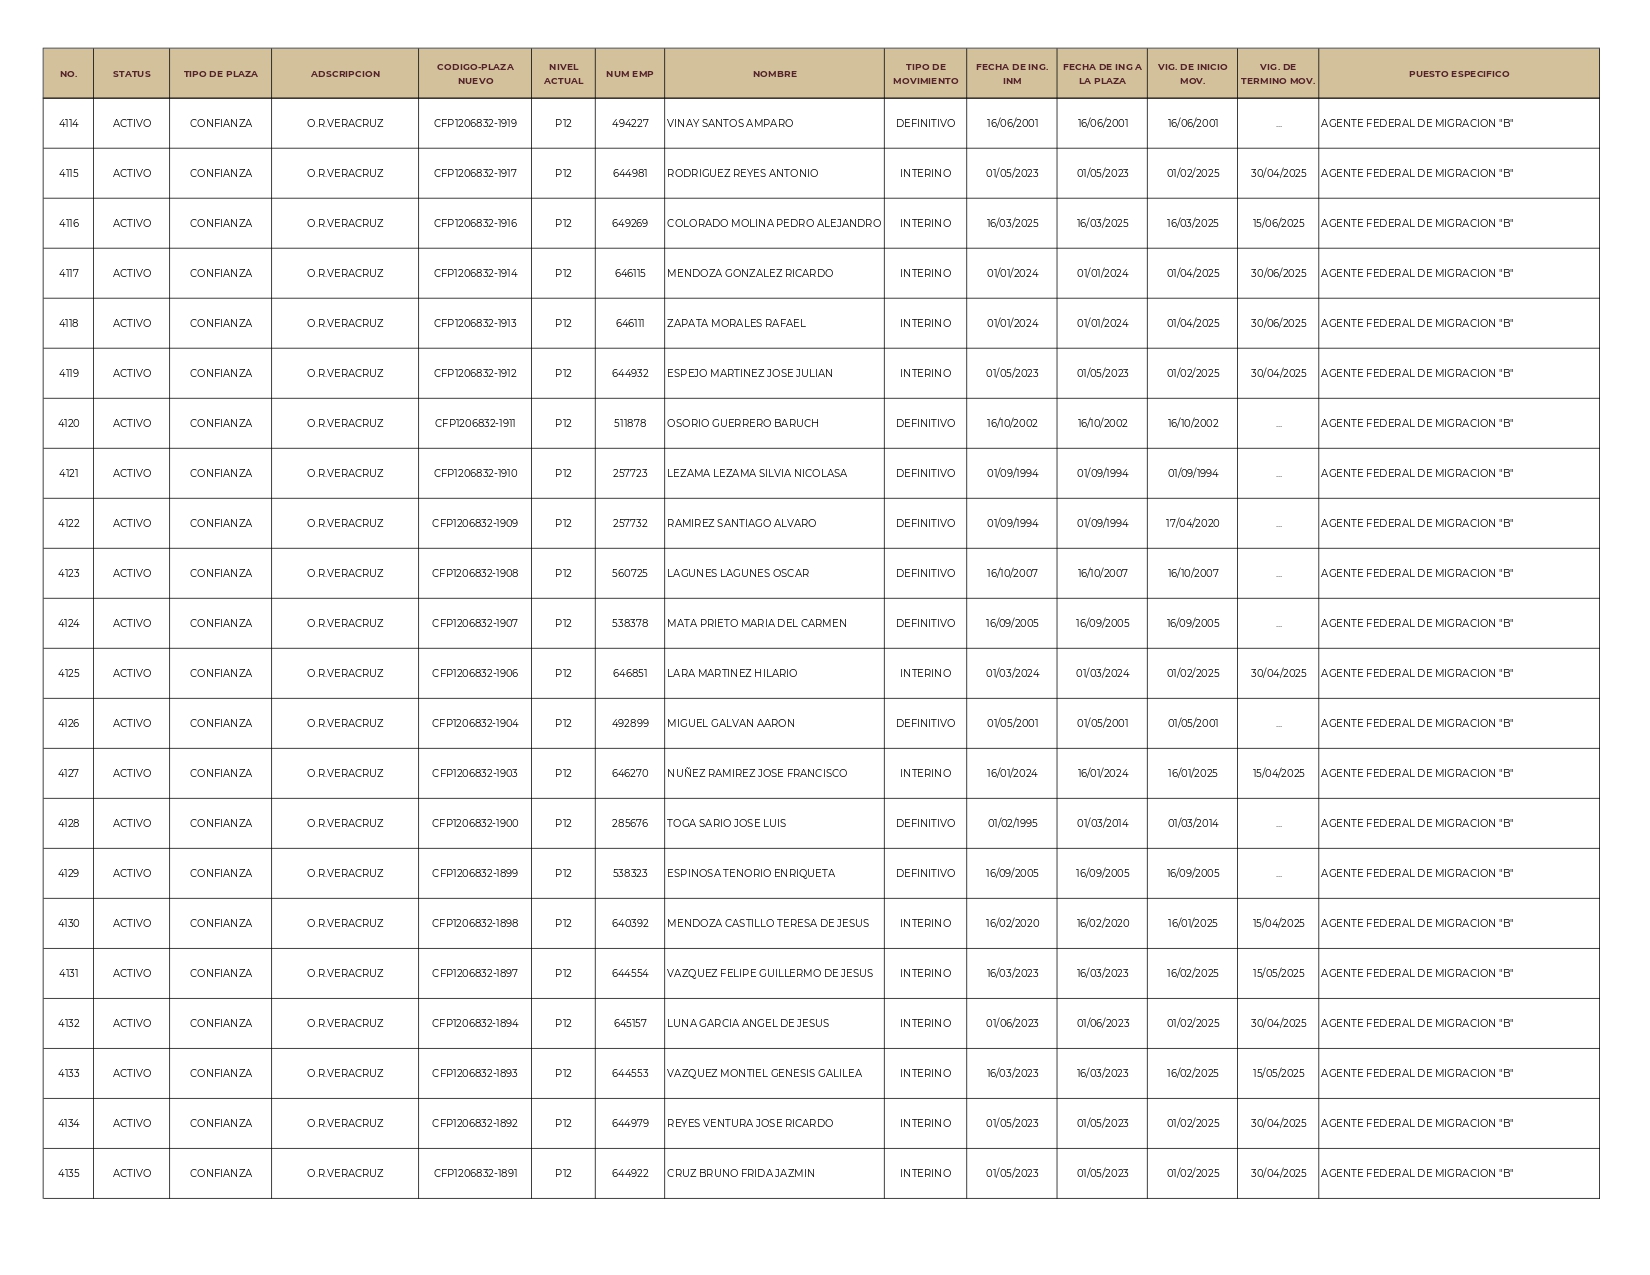 NO. STATUS TIPO DE PLAZA ADSCRIPCION CODIGO-PLAZA NUEVO NIVEL ACTUAL NUM EMP NOMBRE TIPO DE MOVIMIENTO FECHA DE ING. INM FECHA DE ING A LA PLAZA VIG. DE INICIO MOV. VIG. DE TERMINO MOV. PUESTO ESPECIFICO
4114 ACTIVO CONFIANZA O.R.VERACRUZ CFP1206832-1919 P12 494227 VINAY SANTOS AMPARO DEFINITIVO 16/06/2001 16/06/2001 16/06/2001 ... AGENTE FEDERAL DE MIGRACION "B"
4115 ACTIVO CONFIANZA O.R.VERACRUZ CFP1206832-1917 P12 644981 RODRIGUEZ REYES ANTONIO INTERINO 01/05/2023 01/05/2023 01/02/2025 30/04/2025 AGENTE FEDERAL DE MIGRACION "B"
4116 ACTIVO CONFIANZA O.R.VERACRUZ CFP1206832-1916 P12 649269 COLORADO MOLINA PEDRO ALEJANDRO INTERINO 16/03/2025 16/03/2025 16/03/2025 15/06/2025 AGENTE FEDERAL DE MIGRACION "B"
4117 ACTIVO CONFIANZA O.R.VERACRUZ CFP1206832-1914 P12 646115 MENDOZA GONZALEZ RICARDO INTERINO 01/01/2024 01/01/2024 01/04/2025 30/06/2025 AGENTE FEDERAL DE MIGRACION "B"
4118 ACTIVO CONFIANZA O.R.VERACRUZ CFP1206832-1913 P12 646111 ZAPATA MORALES RAFAEL INTERINO 01/01/2024 01/01/2024 01/04/2025 30/06/2025 AGENTE FEDERAL DE MIGRACION "B"
4119 ACTIVO CONFIANZA O.R.VERACRUZ CFP1206832-1912 P12 644932 ESPEJO MARTINEZ JOSE JULIAN INTERINO 01/05/2023 01/05/2023 01/02/2025 30/04/2025 AGENTE FEDERAL DE MIGRACION "B"
4120 ACTIVO CONFIANZA O.R.VERACRUZ CFP1206832-1911 P12 511878 OSORIO GUERRERO BARUCH DEFINITIVO 16/10/2002 16/10/2002 16/10/2002 ... AGENTE FEDERAL DE MIGRACION "B"
4121 ACTIVO CONFIANZA O.R.VERACRUZ CFP1206832-1910 P12 257723 LEZAMA LEZAMA SILVIA NICOLASA DEFINITIVO 01/09/1994 01/09/1994 01/09/1994 ... AGENTE FEDERAL DE MIGRACION "B"
4122 ACTIVO CONFIANZA O.R.VERACRUZ CFP1206832-1909 P12 257732 RAMIREZ SANTIAGO ALVARO DEFINITIVO 01/09/1994 01/09/1994 17/04/2020 ... AGENTE FEDERAL DE MIGRACION "B"
4123 ACTIVO CONFIANZA O.R.VERACRUZ CFP1206832-1908 P12 560725 LAGUNES LAGUNES OSCAR DEFINITIVO 16/10/2007 16/10/2007 16/10/2007 ... AGENTE FEDERAL DE MIGRACION "B"
4124 ACTIVO CONFIANZA O.R.VERACRUZ CFP1206832-1907 P12 538378 MATA PRIETO MARIA DEL CARMEN DEFINITIVO 16/09/2005 16/09/2005 16/09/2005 ... AGENTE FEDERAL DE MIGRACION "B"
4125 ACTIVO CONFIANZA O.R.VERACRUZ CFP1206832-1906 P12 646851 LARA MARTINEZ HILARIO INTERINO 01/03/2024 01/03/2024 01/02/2025 30/04/2025 AGENTE FEDERAL DE MIGRACION "B"
4126 ACTIVO CONFIANZA O.R.VERACRUZ CFP1206832-1904 P12 492899 MIGUEL GALVAN AARON DEFINITIVO 01/05/2001 01/05/2001 01/05/2001 ... AGENTE FEDERAL DE MIGRACION "B"
4127 ACTIVO CONFIANZA O.R.VERACRUZ CFP1206832-1903 P12 646270 NUÑEZ RAMIREZ JOSE FRANCISCO INTERINO 16/01/2024 16/01/2024 16/01/2025 15/04/2025 AGENTE FEDERAL DE MIGRACION "B"
4128 ACTIVO CONFIANZA O.R.VERACRUZ CFP1206832-1900 P12 285676 TOGA SARIO JOSE LUIS DEFINITIVO 01/02/1995 01/03/2014 01/03/2014 ... AGENTE FEDERAL DE MIGRACION "B"
4129 ACTIVO CONFIANZA O.R.VERACRUZ CFP1206832-1899 P12 538323 ESPINOSA TENORIO ENRIQUETA DEFINITIVO 16/09/2005 16/09/2005 16/09/2005 ... AGENTE FEDERAL DE MIGRACION "B"
4130 ACTIVO CONFIANZA O.R.VERACRUZ CFP1206832-1898 P12 640392 MENDOZA CASTILLO TERESA DE JESUS INTERINO 16/02/2020 16/02/2020 16/01/2025 15/04/2025 AGENTE FEDERAL DE MIGRACION "B"
4131 ACTIVO CONFIANZA O.R.VERACRUZ CFP1206832-1897 P12 644554 VAZQUEZ FELIPE GUILLERMO DE JESUS INTERINO 16/03/2023 16/03/2023 16/02/2025 15/05/2025 AGENTE FEDERAL DE MIGRACION "B"
4132 ACTIVO CONFIANZA O.R.VERACRUZ CFP1206832-1894 P12 645157 LUNA GARCIA ANGEL DE JESUS INTERINO 01/06/2023 01/06/2023 01/02/2025 30/04/2025 AGENTE FEDERAL DE MIGRACION "B"
4133 ACTIVO CONFIANZA O.R.VERACRUZ CFP1206832-1893 P12 644553 VAZQUEZ MONTIEL GENESIS GALILEA INTERINO 16/03/2023 16/03/2023 16/02/2025 15/05/2025 AGENTE FEDERAL DE MIGRACION "B"
4134 ACTIVO CONFIANZA O.R.VERACRUZ CFP1206832-1892 P12 644979 REYES VENTURA JOSE RICARDO INTERINO 01/05/2023 01/05/2023 01/02/2025 30/04/2025 AGENTE FEDERAL DE MIGRACION "B"
4135 ACTIVO CONFIANZA O.R.VERACRUZ CFP1206832-1891 P12 644922 CRUZ BRUNO FRIDA JAZMIN INTERINO 01/05/2023 01/05/2023 01/02/2025 30/04/2025 AGENTE FEDERAL DE MIGRACION "B"